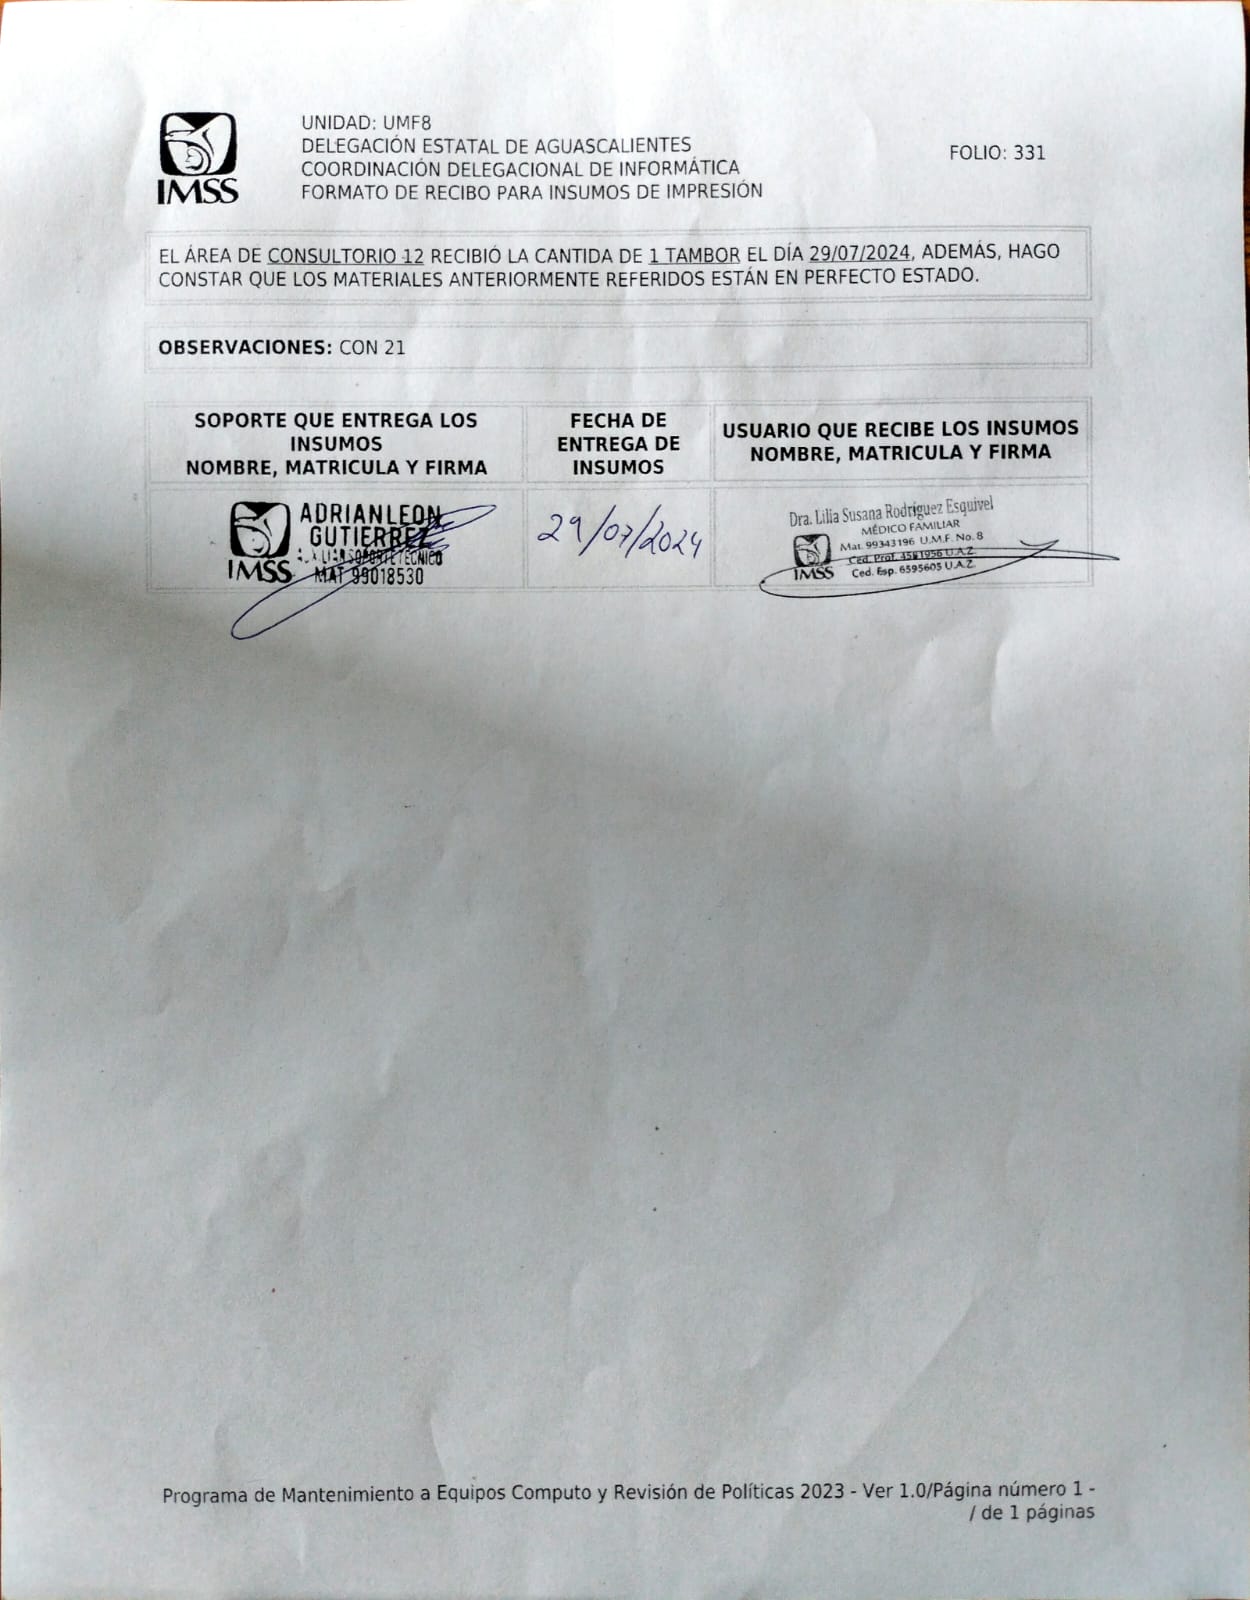 IMSS
UNIDAD: UMF8
DELEGACIÓN ESTATAL DE AGUASCALIENTES
COORDINACIÓN DELEGACIONAL DE INFORMÁTICA
FORMATO DE RECIBO PARA INSUMOS DE IMPRESIÓN
FOLIO: 331
EL ÁREA DE CONSULTORIO 12 RECIBIÓ LA CANTIDA DE 1 TAMBOR EL DÍA 29/07/2024, ADEMÁS, HAGO
CONSTAR QUE LOS MATERIALES ANTERIORMENTE REFERIDOS ESTÁN EN PERFECTO ESTADO.
OBSERVACIONES: CON 21
SOPORTE QUE ENTREGA LOS
INSUMOS
NOMBRE, MATRICULA Y FIRMA
FECHA DE
ENTREGA DE
INSUMOS
USUARIO QUE RECIBE LOS INSUMOS
NOMBRE, MATRICULA Y FIRMA
ADRIAN LEON
GUTIERREZ
SOPORTE TECNICO
IMSS MAT 99018530
29/07/2024
Dra. Lilia Susana Rodríguez Esquivel
MÉDICO FAMILIAR
Mat. 99343196 U.M.F. No. 8
Ced. Prof. U.A.Z.
IMSS Ced. Esp. 6595605 U.A.Z.
Programa de Mantenimiento a Equipos Computo y Revisión de Políticas 2023 - Ver 1.0/Página número 1 -
/ de 1 páginas